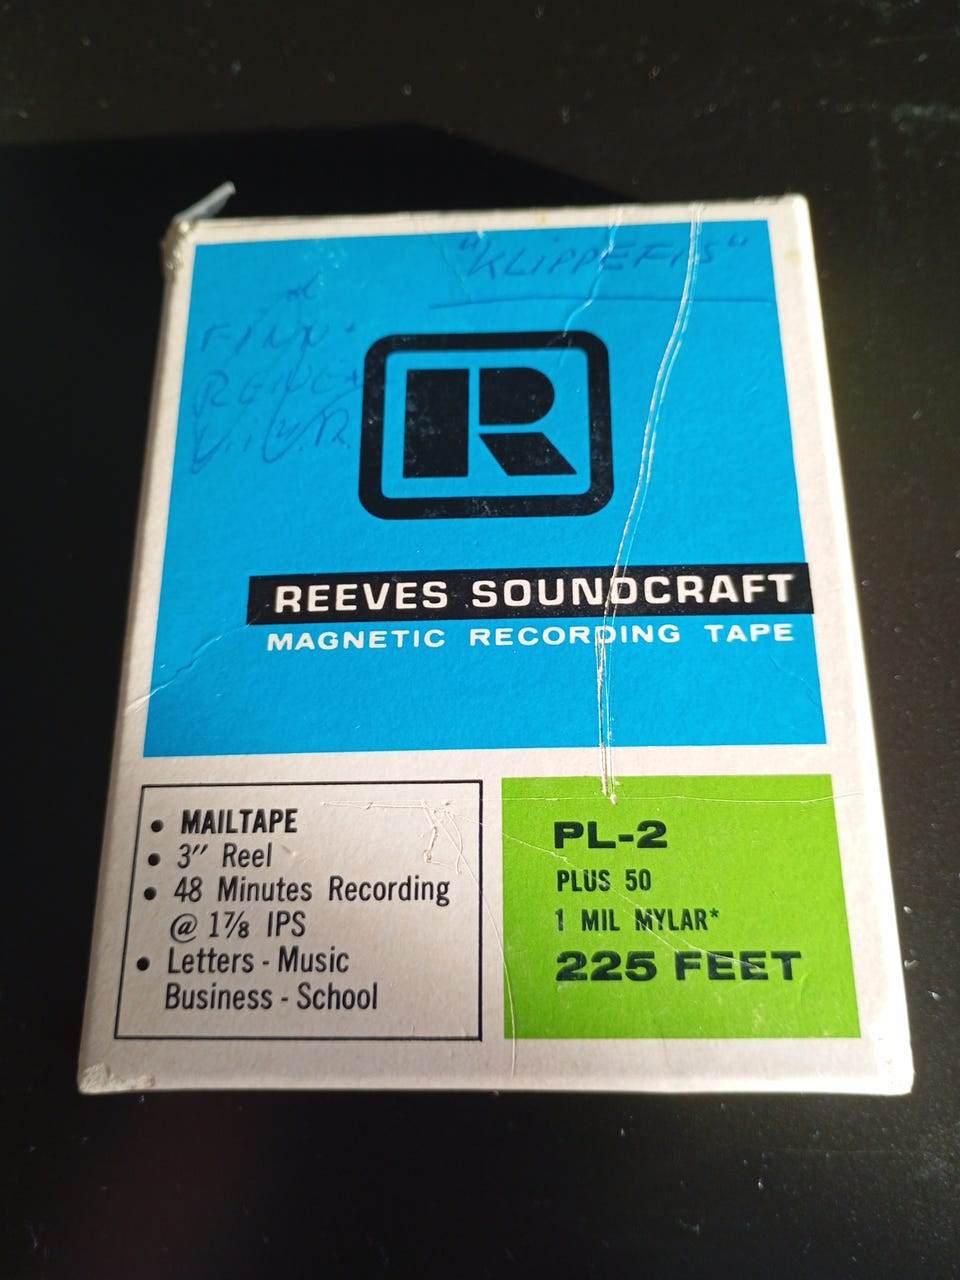 "KLIPPEFIS"
FINN
R
REEVES SOUNDCRAFT
MAGNETIC RECORDING TAPE
• MAILTAPE
• 3″ Reel
• 48 Minutes Recording
@ 1⅞ IPS
• Letters - Music
Business - School
PL-2
PLUS 50
1 MIL MYLAR*
225 FEET